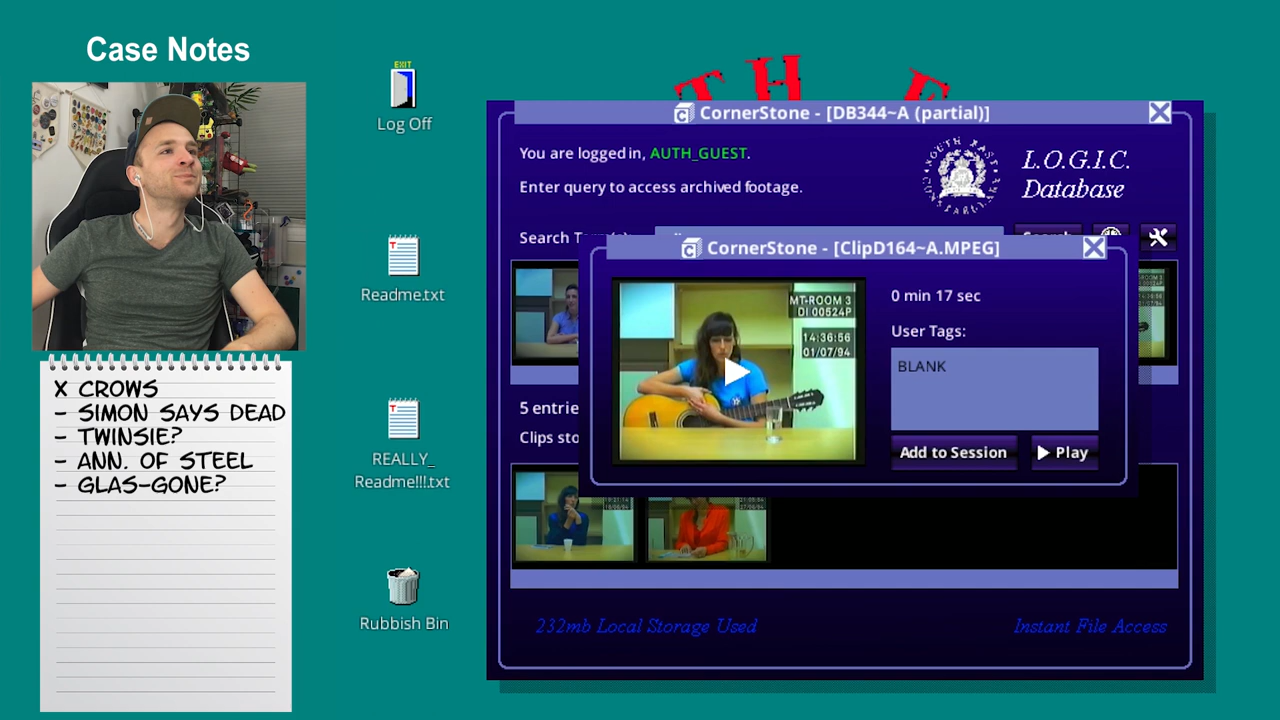 Case Notes
X CROWS
- SIMON SAYS DEAD
- TWINSIE?
- ANN. OF STEEL
- GLAS-GONE?
EXIT
Log Off
Readme.txt
REALLY_
Readme!!!.txt
Rubbish Bin
T H E
CornerStone - [DB344~A (partial)]
You are logged in, AUTH_GUEST.
Enter query to access archived footage.
L.O.G.I.C.
Database
Search
CornerStone - [ClipD164~A.MPEG]
MT-ROOM 3
DI 00524P
14:36:56
01/07/94
0 min 17 sec
User Tags:
BLANK
Add to Session
Play
5
Clips
232mb Local Storage Used
Instant File Access